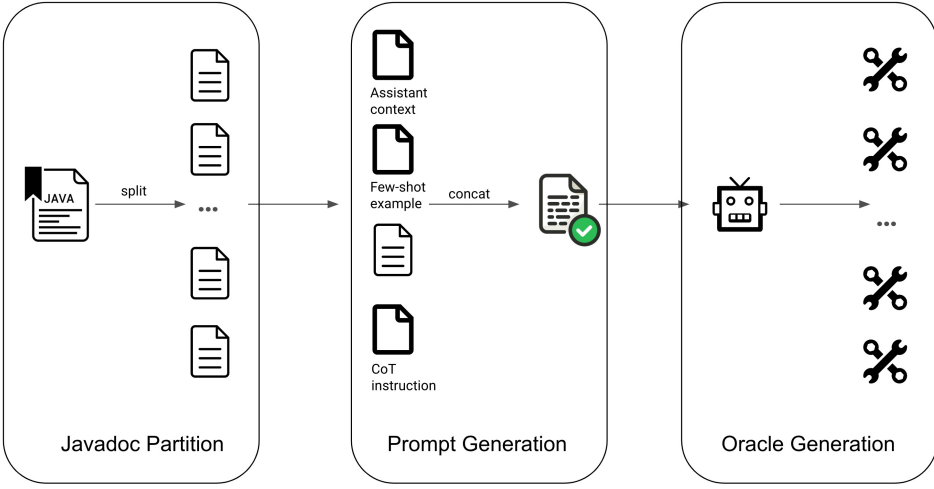 JAVA
split
...
Javadoc Partition
Assistant
context
Few-shot
example
concat
CoT
instruction
Prompt Generation
...
Oracle Generation